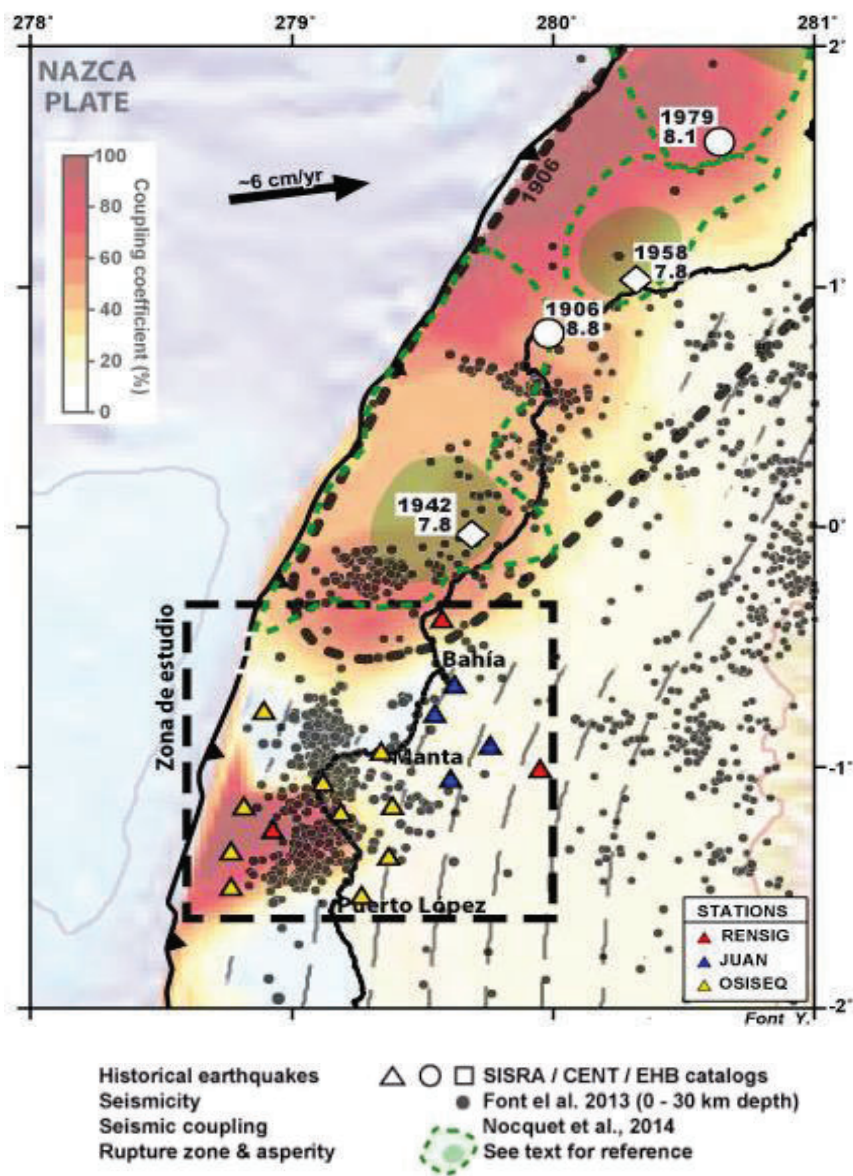 278°
279°
280°
281°
2°
NAZCA
PLATE
1979
8.1
100
80
60
40
20
0
Coupling coefficient (%)
~6 cm/yr
1906
1958
7.8
1°
1906
8.8
1942
7.8
0°
Zona de estudio
Bahía
Manta
-1°
Puerto López
STATIONS
RENSIG
JUAN
OSISEQ
-2°
Font Y.
Historical earthquakes
SISRA / CENT / EHB catalogs
Seismicity
Font el al. 2013 (0 - 30 km depth)
Seismic coupling
Nocquet et al., 2014
Rupture zone & asperity
See text for reference